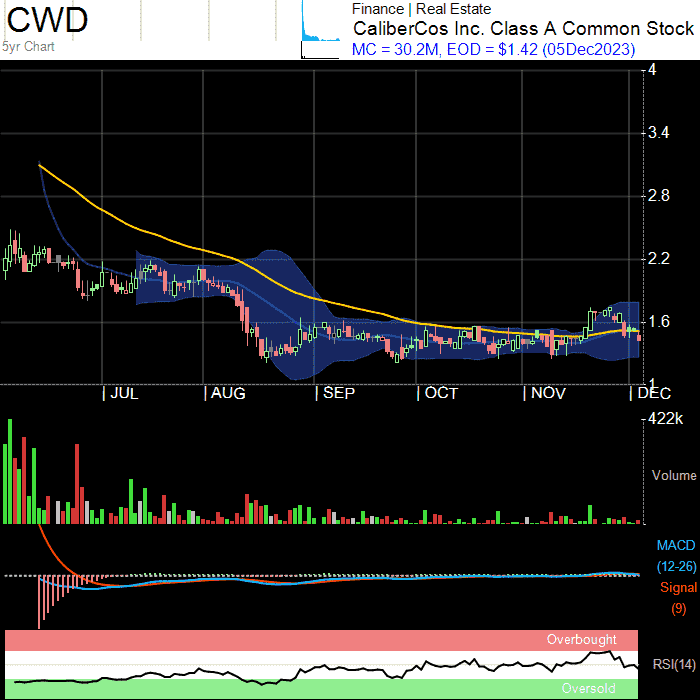 CWD
5yr Chart
Finance | Real Estate
CaliberCos Inc. Class A Common Stock
MC = 30.2M, EOD = $1.42 (05Dec2023)
4
3.4
2.8
2.2
1.6
1
| JUL | AUG | SEP | OCT | NOV | DEC
422k
Volume
MACD
(12-26)
Signal
(9)
Overbought
RSI(14)
Oversold